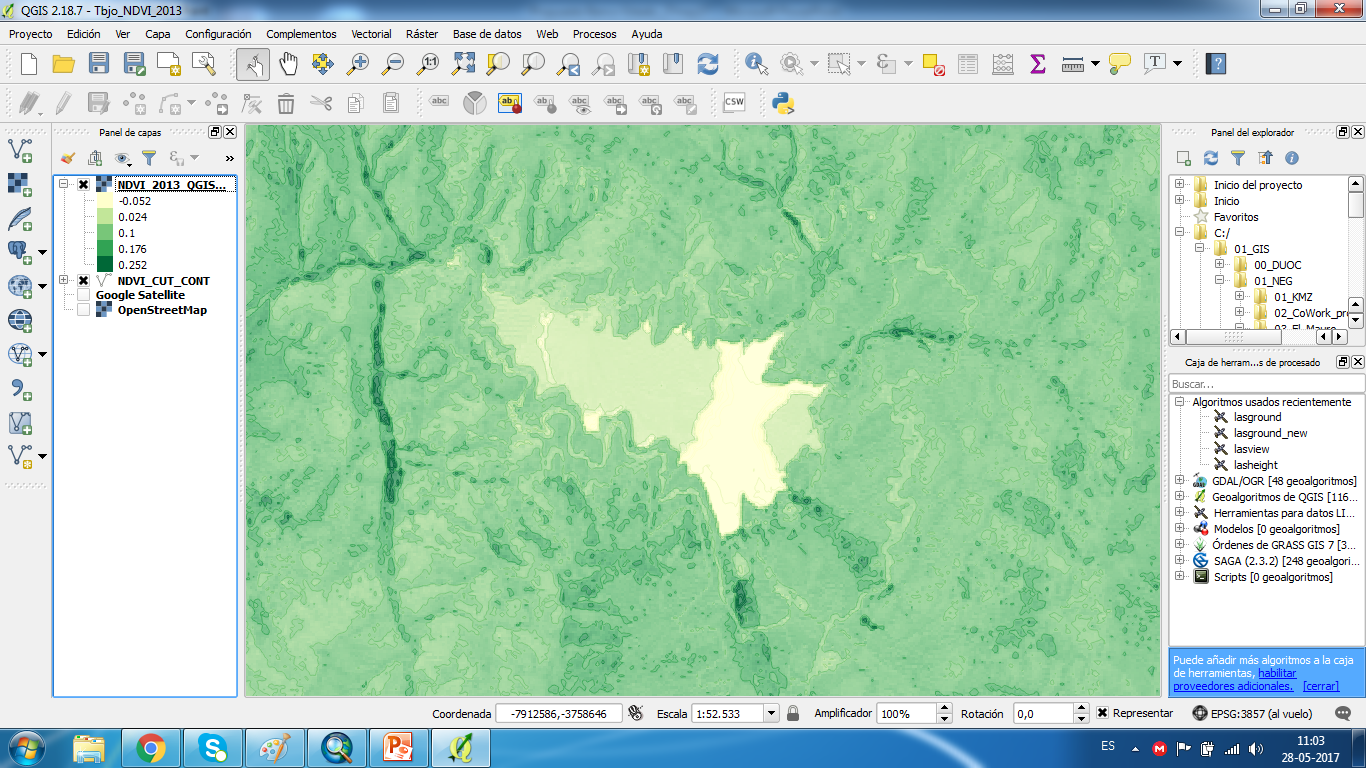 QGIS 2.18.7 - Tbjo_NDVI_2013
Proyecto Edición Ver Capa Configuración Complementos Vectorial Ráster Base de datos Web Procesos Ayuda
1:1
T
?
abc abc abc abc abc abc abc CSW
Panel de capas
»
NDVI_2013_QGIS...
-0.052
0.024
0.1
0.176
0.252
NDVI_CUT_CONT
Google Satellite
OpenStreetMap
Panel del explorador
Inicio del proyecto
Inicio
Favoritos
C:/
01_GIS
00_DUOC
01_NEG
01_KMZ
02_CoWork_pr
03_El_Mauro
Caja de herram...s de procesado
Buscar...
Algoritmos usados recientemente
lasground
lasground_new
lasview
lasheight
GDAL/OGR [48 geoalgoritmos]
Geoalgoritmos de QGIS [116...
Herramientas para datos LI...
Modelos [0 geoalgoritmos]
Órdenes de GRASS GIS 7 [3...
SAGA (2.3.2) [248 geoalgori...
Scripts [0 geoalgoritmos]
Puede añadir más algoritmos a la caja
de herramientas, habilitar
proveedores adicionales. [cerrar]
Coordenada -7912586,-3758646 Escala 1:52.533 Amplificador 100% Rotación 0,0 Representar EPSG:3857 (al vuelo)
ES 11:03
28-05-2017